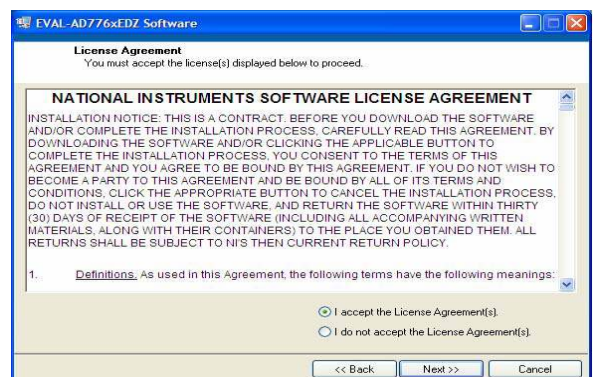 EVAL-AD776xEDZ Software
License Agreement
You must accept the license(s) displayed below to proceed.
NATIONAL INSTRUMENTS SOFTWARE LICENSE AGREEMENT
INSTALLATION NOTICE: THIS IS A CONTRACT. BEFORE YOU DOWNLOAD THE SOFTWARE
AND/OR COMPLETE THE INSTALLATION PROCESS, CAREFULLY READ THIS AGREEMENT. BY
DOWNLOADING THE SOFTWARE AND/OR CLICKING THE APPLICABLE BUTTON TO
COMPLETE THE INSTALLATION PROCESS, YOU CONSENT TO THE TERMS OF THIS
AGREEMENT AND YOU AGREE TO BE BOUND BY THIS AGREEMENT. IF YOU DO NOT WISH TO
BECOME A PARTY TO THIS AGREEMENT AND BE BOUND BY ALL OF ITS TERMS AND
CONDITIONS, CLICK THE APPROPRIATE BUTTON TO CANCEL THE INSTALLATION PROCESS,
DO NOT INSTALL OR USE THE SOFTWARE, AND RETURN THE SOFTWARE WITHIN THIRTY
(30) DAYS OF RECEIPT OF THE SOFTWARE (INCLUDING ALL ACCOMPANYING WRITTEN
MATERIALS, ALONG WITH THEIR CONTAINERS) TO THE PLACE YOU OBTAINED THEM. ALL
RETURNS SHALL BE SUBJECT TO NI'S THEN CURRENT RETURN POLICY.
1. Definitions. As used in this Agreement, the following terms have the following meanings:
I accept the License Agreement(s).
I do not accept the License Agreement(s).
<< Back Next >> Cancel